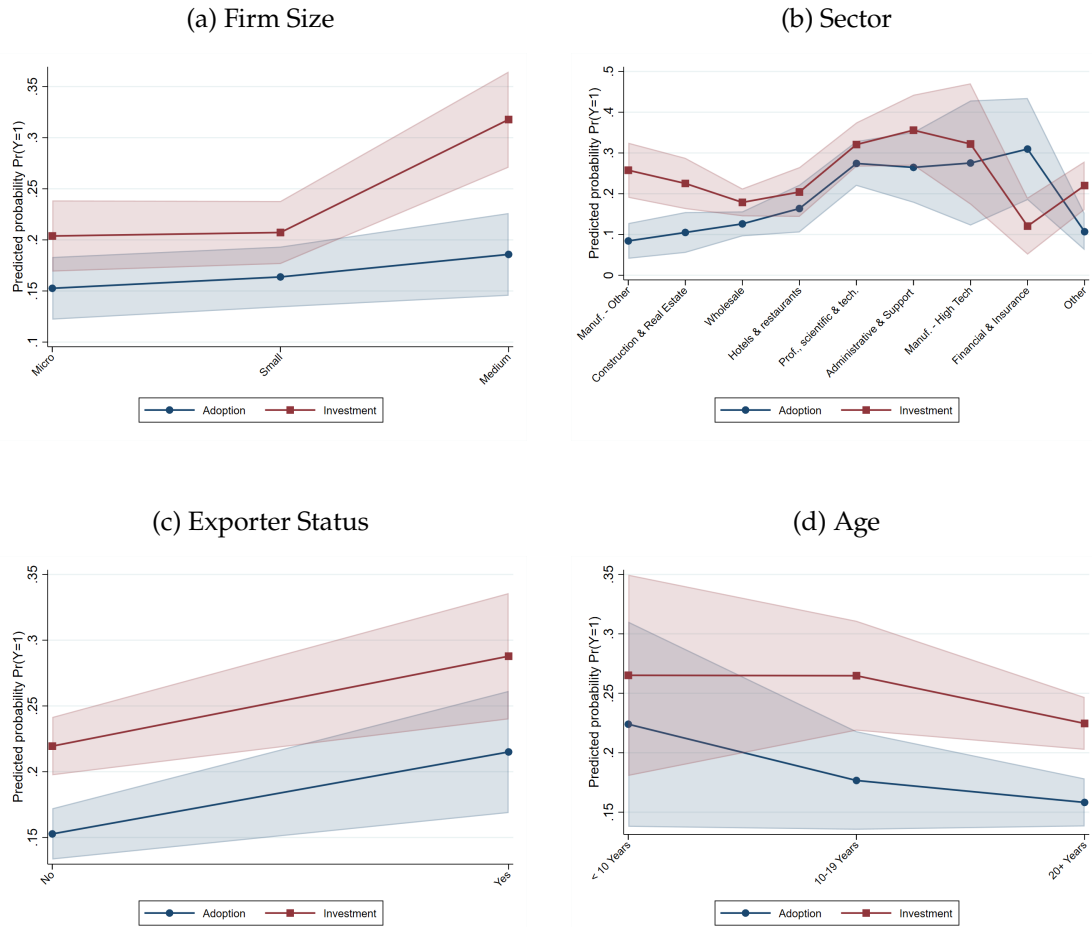 (a) Firm Size
Predicted probability Pr(Y=1)
.35
.3
.25
.2
.15
.1
Micro
Small
Medium
Adoption
Investment
(b) Sector
Predicted probability Pr(Y=1)
.5
.4
.3
.2
.1
0
Manuf. - Other
Construction & Real Estate
Wholesale
Hotels & restaurants
Prof., scientific & tech.
Administrative & Support
Manuf. - High Tech
Financial & Insurance
Other
Adoption
Investment
(c) Exporter Status
Predicted probability Pr(Y=1)
.35
.3
.25
.2
.15
No
Yes
Adoption
Investment
(d) Age
Predicted probability Pr(Y=1)
.35
.3
.25
.2
.15
< 10 Years
10-19 Years
20+ Years
Adoption
Investment